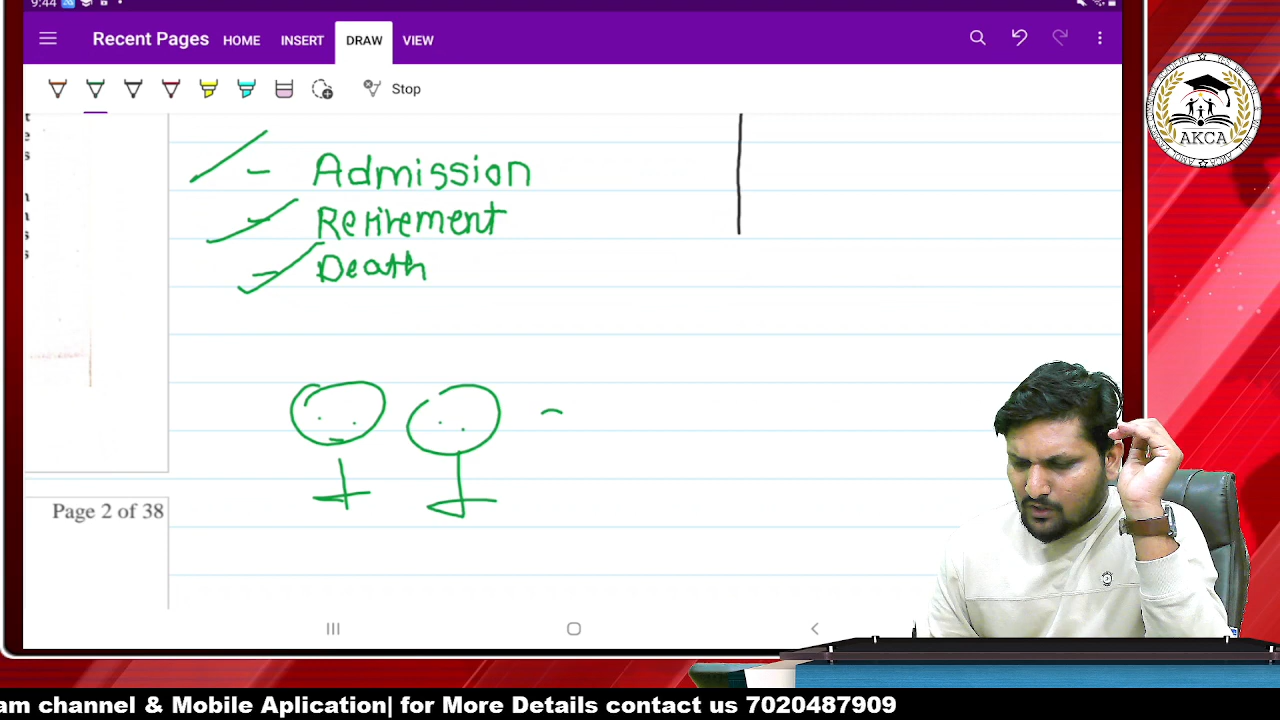 9:44
Recent Pages HOME INSERT DRAW VIEW
Stop
- Admission
- Retirement
- Death
Page 2 of 38
AKCA
am channel & Mobile Aplication| for More Details contact us 7020487909